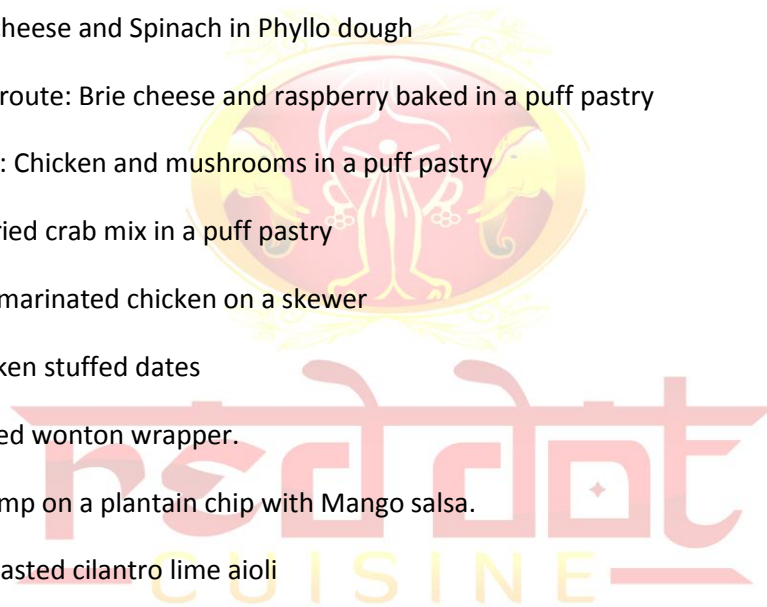 heese and Spinach in Phyllo dough
route: Brie cheese and raspberry baked in a puff pastry
: Chicken and mushrooms in a puff pastry
ried crab mix in a puff pastry
marinated chicken on a skewer
ken stuffed dates
ed wonton wrapper.
mp on a plantain chip with Mango salsa.
asted cilantro lime aioli
red dot
CUISINE